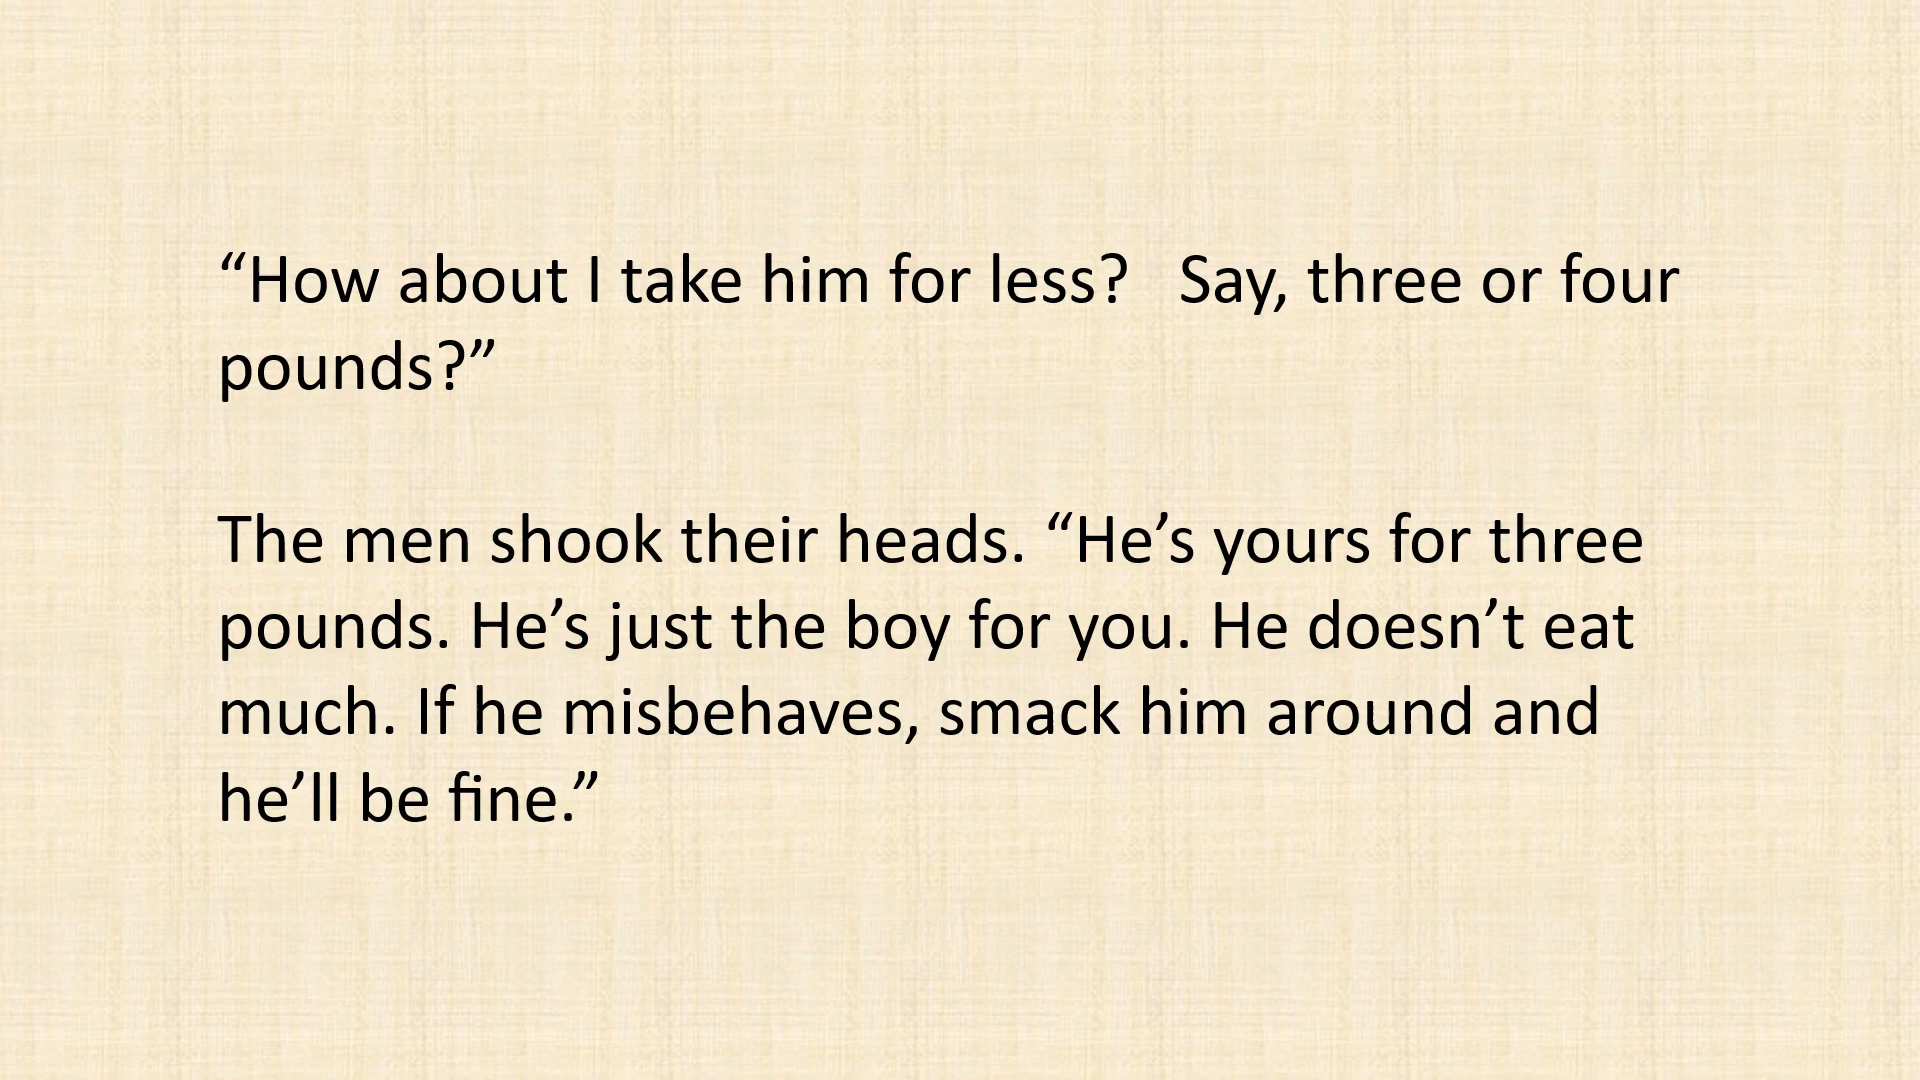 “How about I take him for less?   Say, three or four
pounds?”
The men shook their heads. “He’s yours for three
pounds. He’s just the boy for you. He doesn’t eat
much. If he misbehaves, smack him around and
he’ll be fine.”